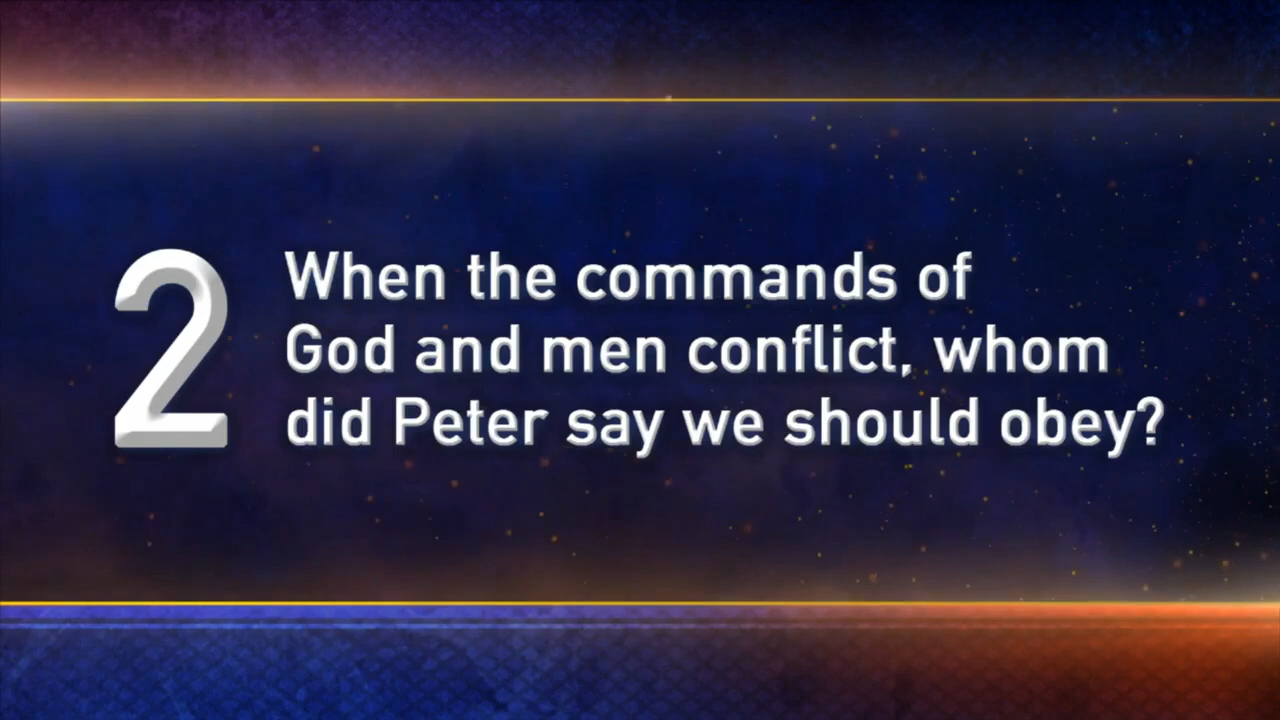 2
When the commands of
God and men conflict, whom
did Peter say we should obey?